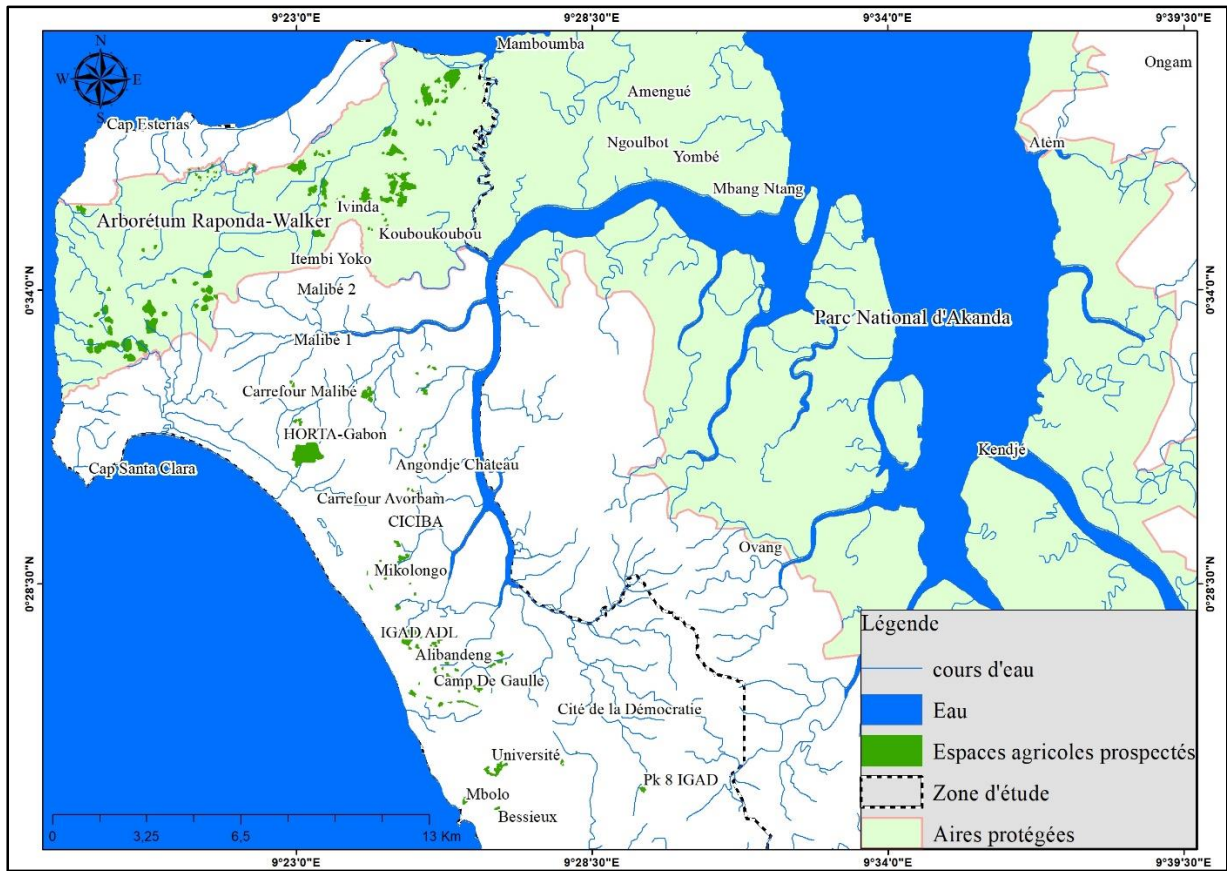 9°23'0"E
9°28'30"E
9°34'0"E
9°39'30"E
N
W
E
S
Mamboumba
Ongam
Amengué
Cap Esterias
Ngoulbot
Yombé
Atèm
Mbang Ntang
Ivinda
Arborétum Raponda-Walker
Kouboukoubou
Itembi Yoko
0°34'0"N
Malibé 2
0°34'0"N
Parc National d'Akanda
Malibé 1
Carrefour Malibé
HORTA-Gabon
Kendjé
Cap Santa Clara
Angondje Château
Carrefour Avorbam
CICIBA
Ovang
Mikolongo
0°28'30"N
0°28'30"N
IGAD ADL
Alibandeng
Camp De Gaulle
Cité de la Démocratie
Université
Pk 8 IGAD
Mbolo
Bessieux
Légende
cours d'eau
Eau
Espaces agricoles prospectés
Zone d'étude
Aires protégées
0
3,25
6,5
13 Km
9°23'0"E
9°28'30"E
9°34'0"E
9°39'30"E